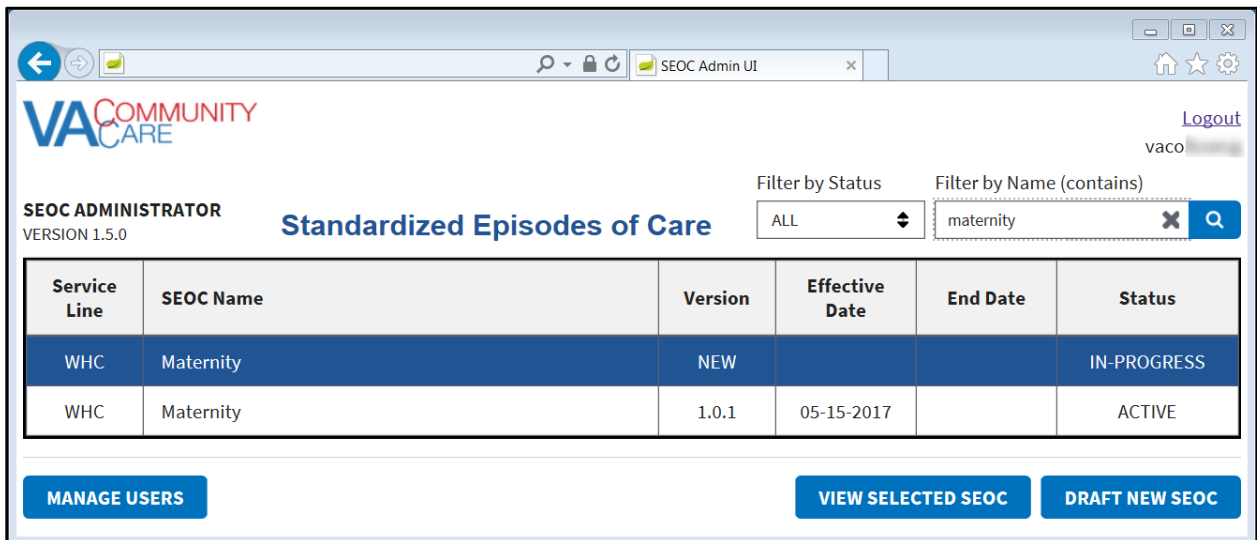 SEOC Admin UI
VA COMMUNITY CARE
Logout
vaco
Filter by Status Filter by Name (contains)
SEOC ADMINISTRATOR
VERSION 1.5.0
Standardized Episodes of Care
ALL maternity
Service Line SEOC Name Version Effective Date End Date Status
WHC Maternity NEW IN-PROGRESS
WHC Maternity 1.0.1 05-15-2017 ACTIVE
MANAGE USERS VIEW SELECTED SEOC DRAFT NEW SEOC